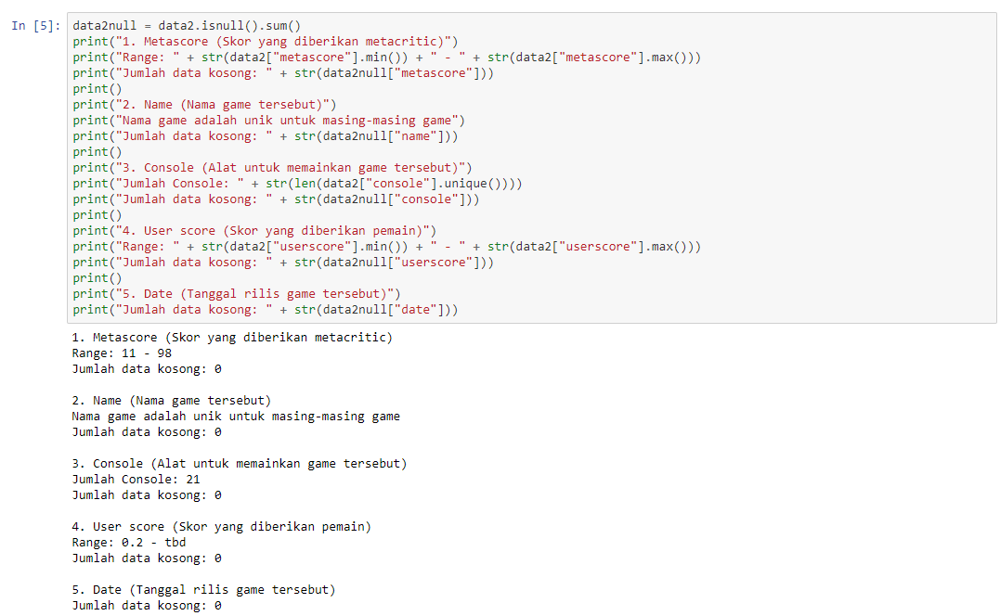 In [5]: data2null = data2.isnull().sum()
print("1. Metascore (Skor yang diberikan metacritic)")
print("Range: " + str(data2["metascore"].min()) + " - " + str(data2["metascore"].max()))
print("Jumlah data kosong: " + str(data2null["metascore"]))
print()
print("2. Name (Nama game tersebut)")
print("Nama game adalah unik untuk masing-masing game")
print("Jumlah data kosong: " + str(data2null["name"]))
print()
print("3. Console (Alat untuk memainkan game tersebut)")
print("Jumlah Console: " + str(len(data2["console"].unique())))
print("Jumlah data kosong: " + str(data2null["console"]))
print()
print("4. User score (Skor yang diberikan pemain)")
print("Range: " + str(data2["userscore"].min()) + " - " + str(data2["userscore"].max()))
print("Jumlah data kosong: " + str(data2null["userscore"]))
print()
print("5. Date (Tanggal rilis game tersebut)")
print("Jumlah data kosong: " + str(data2null["date"]))
1. Metascore (Skor yang diberikan metacritic)
Range: 11 - 98
Jumlah data kosong: 0
2. Name (Nama game tersebut)
Nama game adalah unik untuk masing-masing game
Jumlah data kosong: 0
3. Console (Alat untuk memainkan game tersebut)
Jumlah Console: 21
Jumlah data kosong: 0
4. User score (Skor yang diberikan pemain)
Range: 0.2 - tbd
Jumlah data kosong: 0
5. Date (Tanggal rilis game tersebut)
Jumlah data kosong: 0